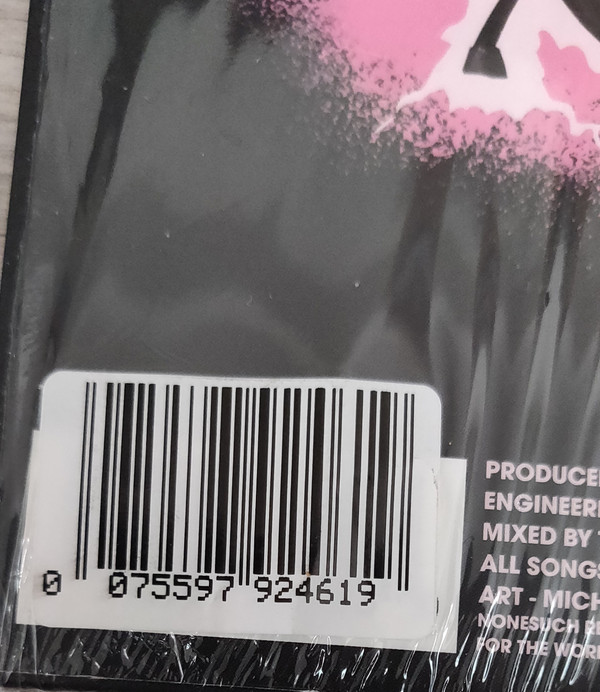 0 075597 924619
PRODUCE
ENGINEER
MIXED BY
ALL SONGS
ART - MICH
NONESUCH
FOR THE WOR